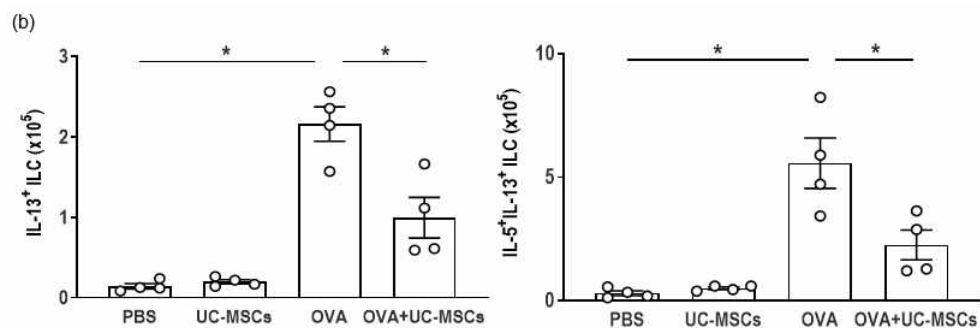 (b)
IL-13⁺ ILC (x10⁵)
3
2
1
0
* *
PBS UC-MSCs OVA OVA+UC-MSCs
IL-5⁺IL-13⁺ ILC (x10⁵)
10
5
0
* *
PBS UC-MSCs OVA OVA+UC-MSCs